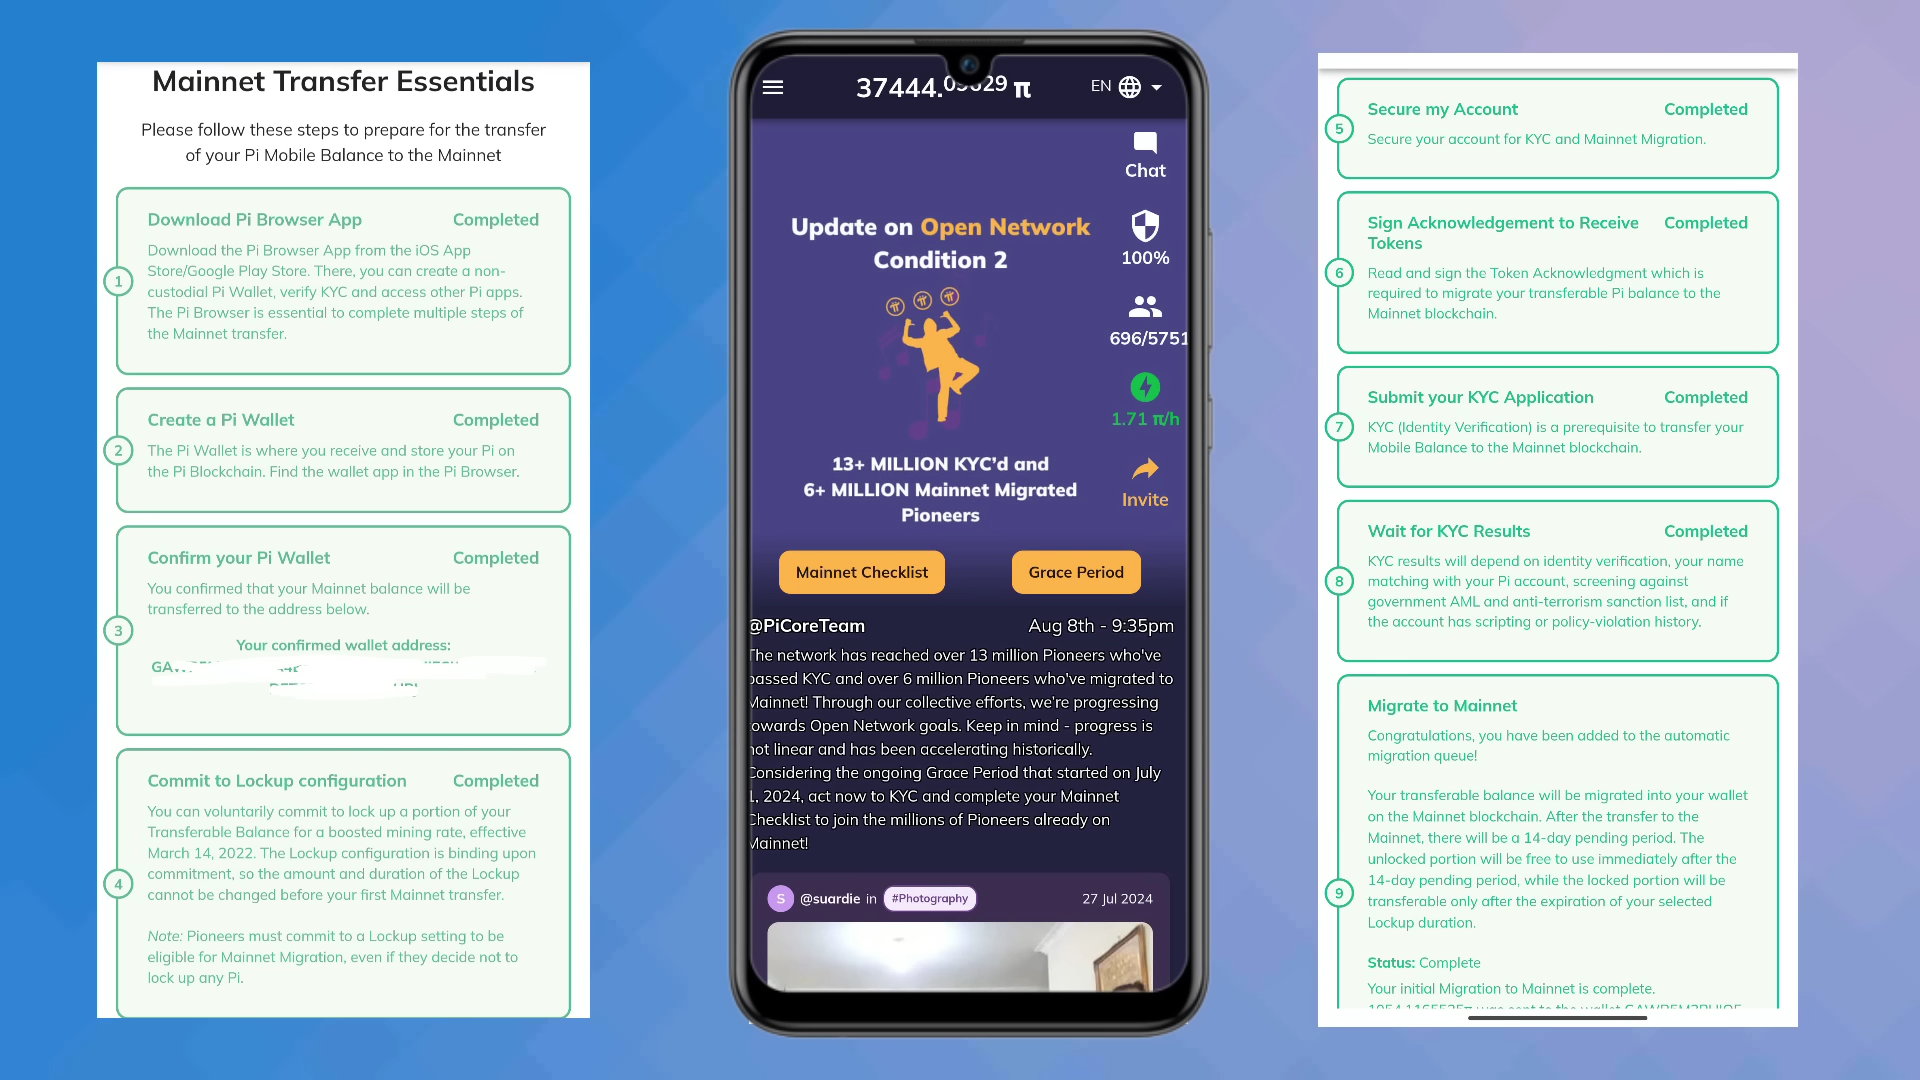 Mainnet Transfer Essentials
Please follow these steps to prepare for the transfer
of your Pi Mobile Balance to the Mainnet
1
Download Pi Browser App Completed
Download the Pi Browser App from the iOS App
Store/Google Play Store. There, you can create a non-
custodial Pi Wallet, verify KYC and access other Pi apps.
The Pi Browser is essential to complete multiple steps of
the Mainnet transfer.
2
Create a Pi Wallet Completed
The Pi Wallet is where you receive and store your Pi on
the Pi Blockchain. Find the wallet app in the Pi Browser.
3
Confirm your Pi Wallet Completed
You confirmed that your Mainnet balance will be
transferred to the address below.
Your confirmed wallet address:
4
Commit to Lockup configuration Completed
You can voluntarily commit to lock up a portion of your
Transferable Balance for a boosted mining rate, effective
March 14, 2022. The Lockup configuration is binding upon
commitment, so the amount and duration of the Lockup
cannot be changed before your first Mainnet transfer.
Note: Pioneers must commit to a Lockup setting to be
eligible for Mainnet Migration, even if they decide not to
lock up any Pi.
π EN
Chat
Update on Open Network
Condition 2
100%
696/5751
1.71 π/h
13+ MILLION KYC'd and
6+ MILLION Mainnet Migrated
Pioneers
Invite
Mainnet Checklist Grace Period
@PiCoreTeam Aug 8th - 9:35pm
The network has reached over 13 million Pioneers who've
passed KYC and over 6 million Pioneers who've migrated to
Mainnet! Through our collective efforts, we're progressing
towards Open Network goals. Keep in mind - progress is
not linear and has been accelerating historically.
Considering the ongoing Grace Period that started on July
1, 2024, act now to KYC and complete your Mainnet
Checklist to join the millions of Pioneers already on
Mainnet!
S @suardie in #Photography 27 Jul 2024
5
Secure my Account Completed
Secure your account for KYC and Mainnet Migration.
6
Sign Acknowledgement to Receive Completed
Tokens
Read and sign the Token Acknowledgment which is
required to migrate your transferable Pi balance to the
Mainnet blockchain.
7
Submit your KYC Application Completed
KYC (Identity Verification) is a prerequisite to transfer your
Mobile Balance to the Mainnet blockchain.
8
Wait for KYC Results Completed
KYC results will depend on identity verification, your name
matching with your Pi account, screening against
government AML and anti-terrorism sanction list, and if
the account has scripting or policy-violation history.
9
Migrate to Mainnet
Congratulations, you have been added to the automatic
migration queue!
Your transferable balance will be migrated into your wallet
on the Mainnet blockchain. After the transfer to the
Mainnet, there will be a 14-day pending period. The
unlocked portion will be free to use immediately after the
14-day pending period, while the locked portion will be
transferable only after the expiration of your selected
Lockup duration.
Status: Complete
Your initial Migration to Mainnet is complete.
was sent to the wallet